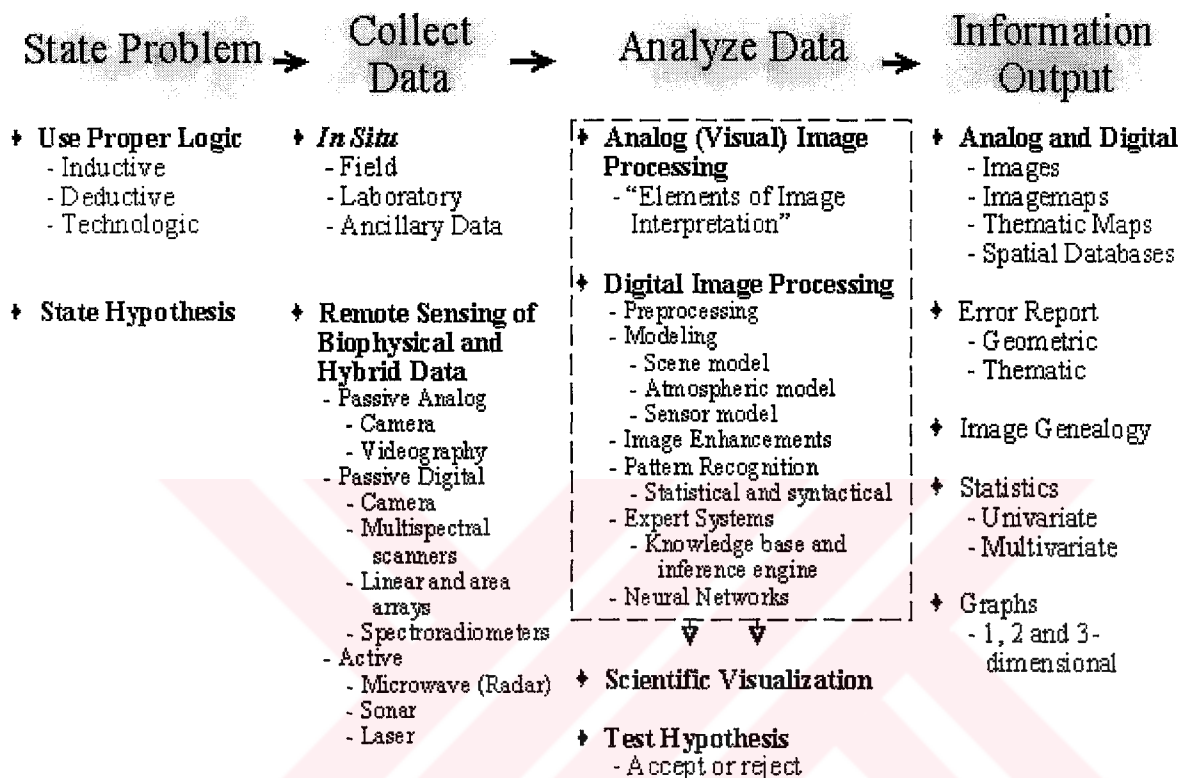 State Problem
Collect
Data
Analyze Data
Information
Output
Use Proper Logic
- Inductive
- Deductive
- Technologic
State Hypothesis
In Situ
- Field
- Laboratory
- Ancillary Data
Remote Sensing of
Biophysical and
Hybrid Data
- Passive Analog
- Camera
- Videography
- Passive Digital
- Camera
- Multispectral
scanners
- Linear and area
arrays
- Spectroradiometers
- Active
- Microwave (Radar)
- Sonar
- Laser
Analog (Visual) Image
Processing
- “Elements of Image
Interpretation”
Digital Image Processing
- Preprocessing
- Modeling
- Scene model
- Atmospheric model
- Sensor model
- Image Enhancements
- Pattern Recognition
- Statistical and syntactical
- Expert Systems
- Knowledge base and
inference engine
- Neural Networks
Scientific Visualization
Test Hypothesis
- Accept or reject
Analog and Digital
- Images
- Imagemaps
- Thematic Maps
- Spatial Databases
Error Report
- Geometric
- Thematic
Image Genealogy
Statistics
- Univariate
- Multivariate
Graphs
- 1, 2 and 3-
dimensional